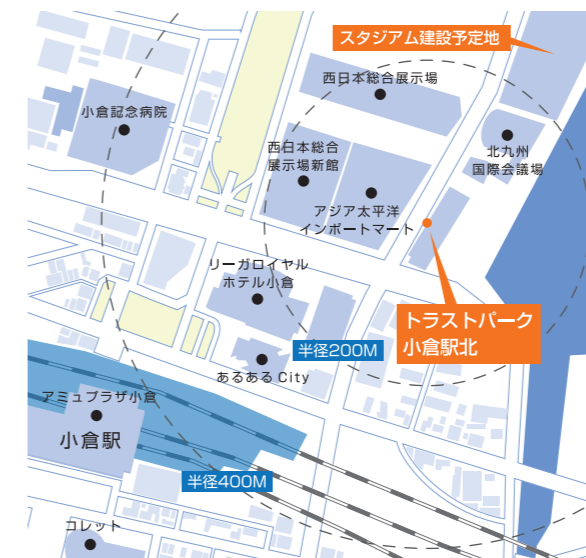 スタジアム建設予定地
西日本総合展示場
小倉記念病院
西日本総合
展示場新館
北九州
国際会議場
アジア太平洋
インポートマート
リーガロイヤル
ホテル小倉
トラストパーク
小倉駅北
半径200M
あるあるCity
アミュプラザ小倉
小倉駅
半径400M
コレット